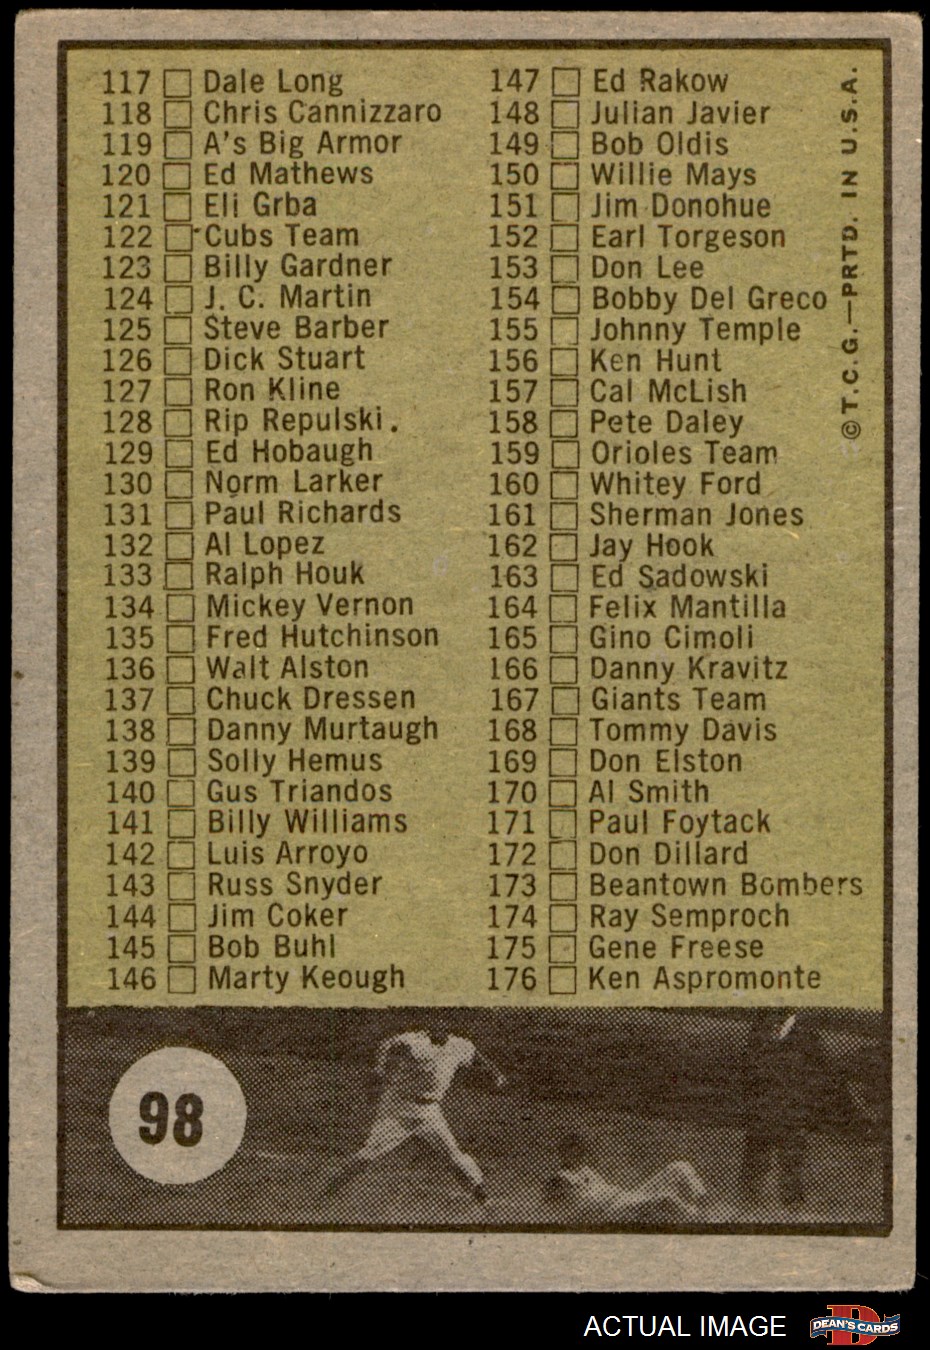 117 Dale Long
118 Chris Cannizzaro
119 A's Big Armor
120 Ed Mathews
121 Eli Grba
122 Cubs Team
123 Billy Gardner
124 J. C. Martin
125 Steve Barber
126 Dick Stuart
127 Ron Kline
128 Rip Repulski.
129 Ed Hobaugh
130 Norm Larker
131 Paul Richards
132 Al Lopez
133 Ralph Houk
134 Mickey Vernon
135 Fred Hutchinson
136 Walt Alston
137 Chuck Dressen
138 Danny Murtaugh
139 Solly Hemus
140 Gus Triandos
141 Billy Williams
142 Luis Arroyo
143 Russ Snyder
144 Jim Coker
145 Bob Buhl
146 Marty Keough
147 Ed Rakow
148 Julian Javier
149 Bob Oldis
150 Willie Mays
151 Jim Donohue
152 Earl Torgeson
153 Don Lee
154 Bobby Del Greco
155 Johnny Temple
156 Ken Hunt
157 Cal McLish
158 Pete Daley
159 Orioles Team
160 Whitey Ford
161 Sherman Jones
162 Jay Hook
163 Ed Sadowski
164 Felix Mantilla
165 Gino Cimoli
166 Danny Kravitz
167 Giants Team
168 Tommy Davis
169 Don Elston
170 Al Smith
171 Paul Foytack
172 Don Dillard
173 Beantown Bombers
174 Ray Semproch
175 Gene Freese
176 Ken Aspromonte
© T.C.G.—PRTD. IN U.S.A.
98
ACTUAL IMAGE
D
DEAN'S CARDS